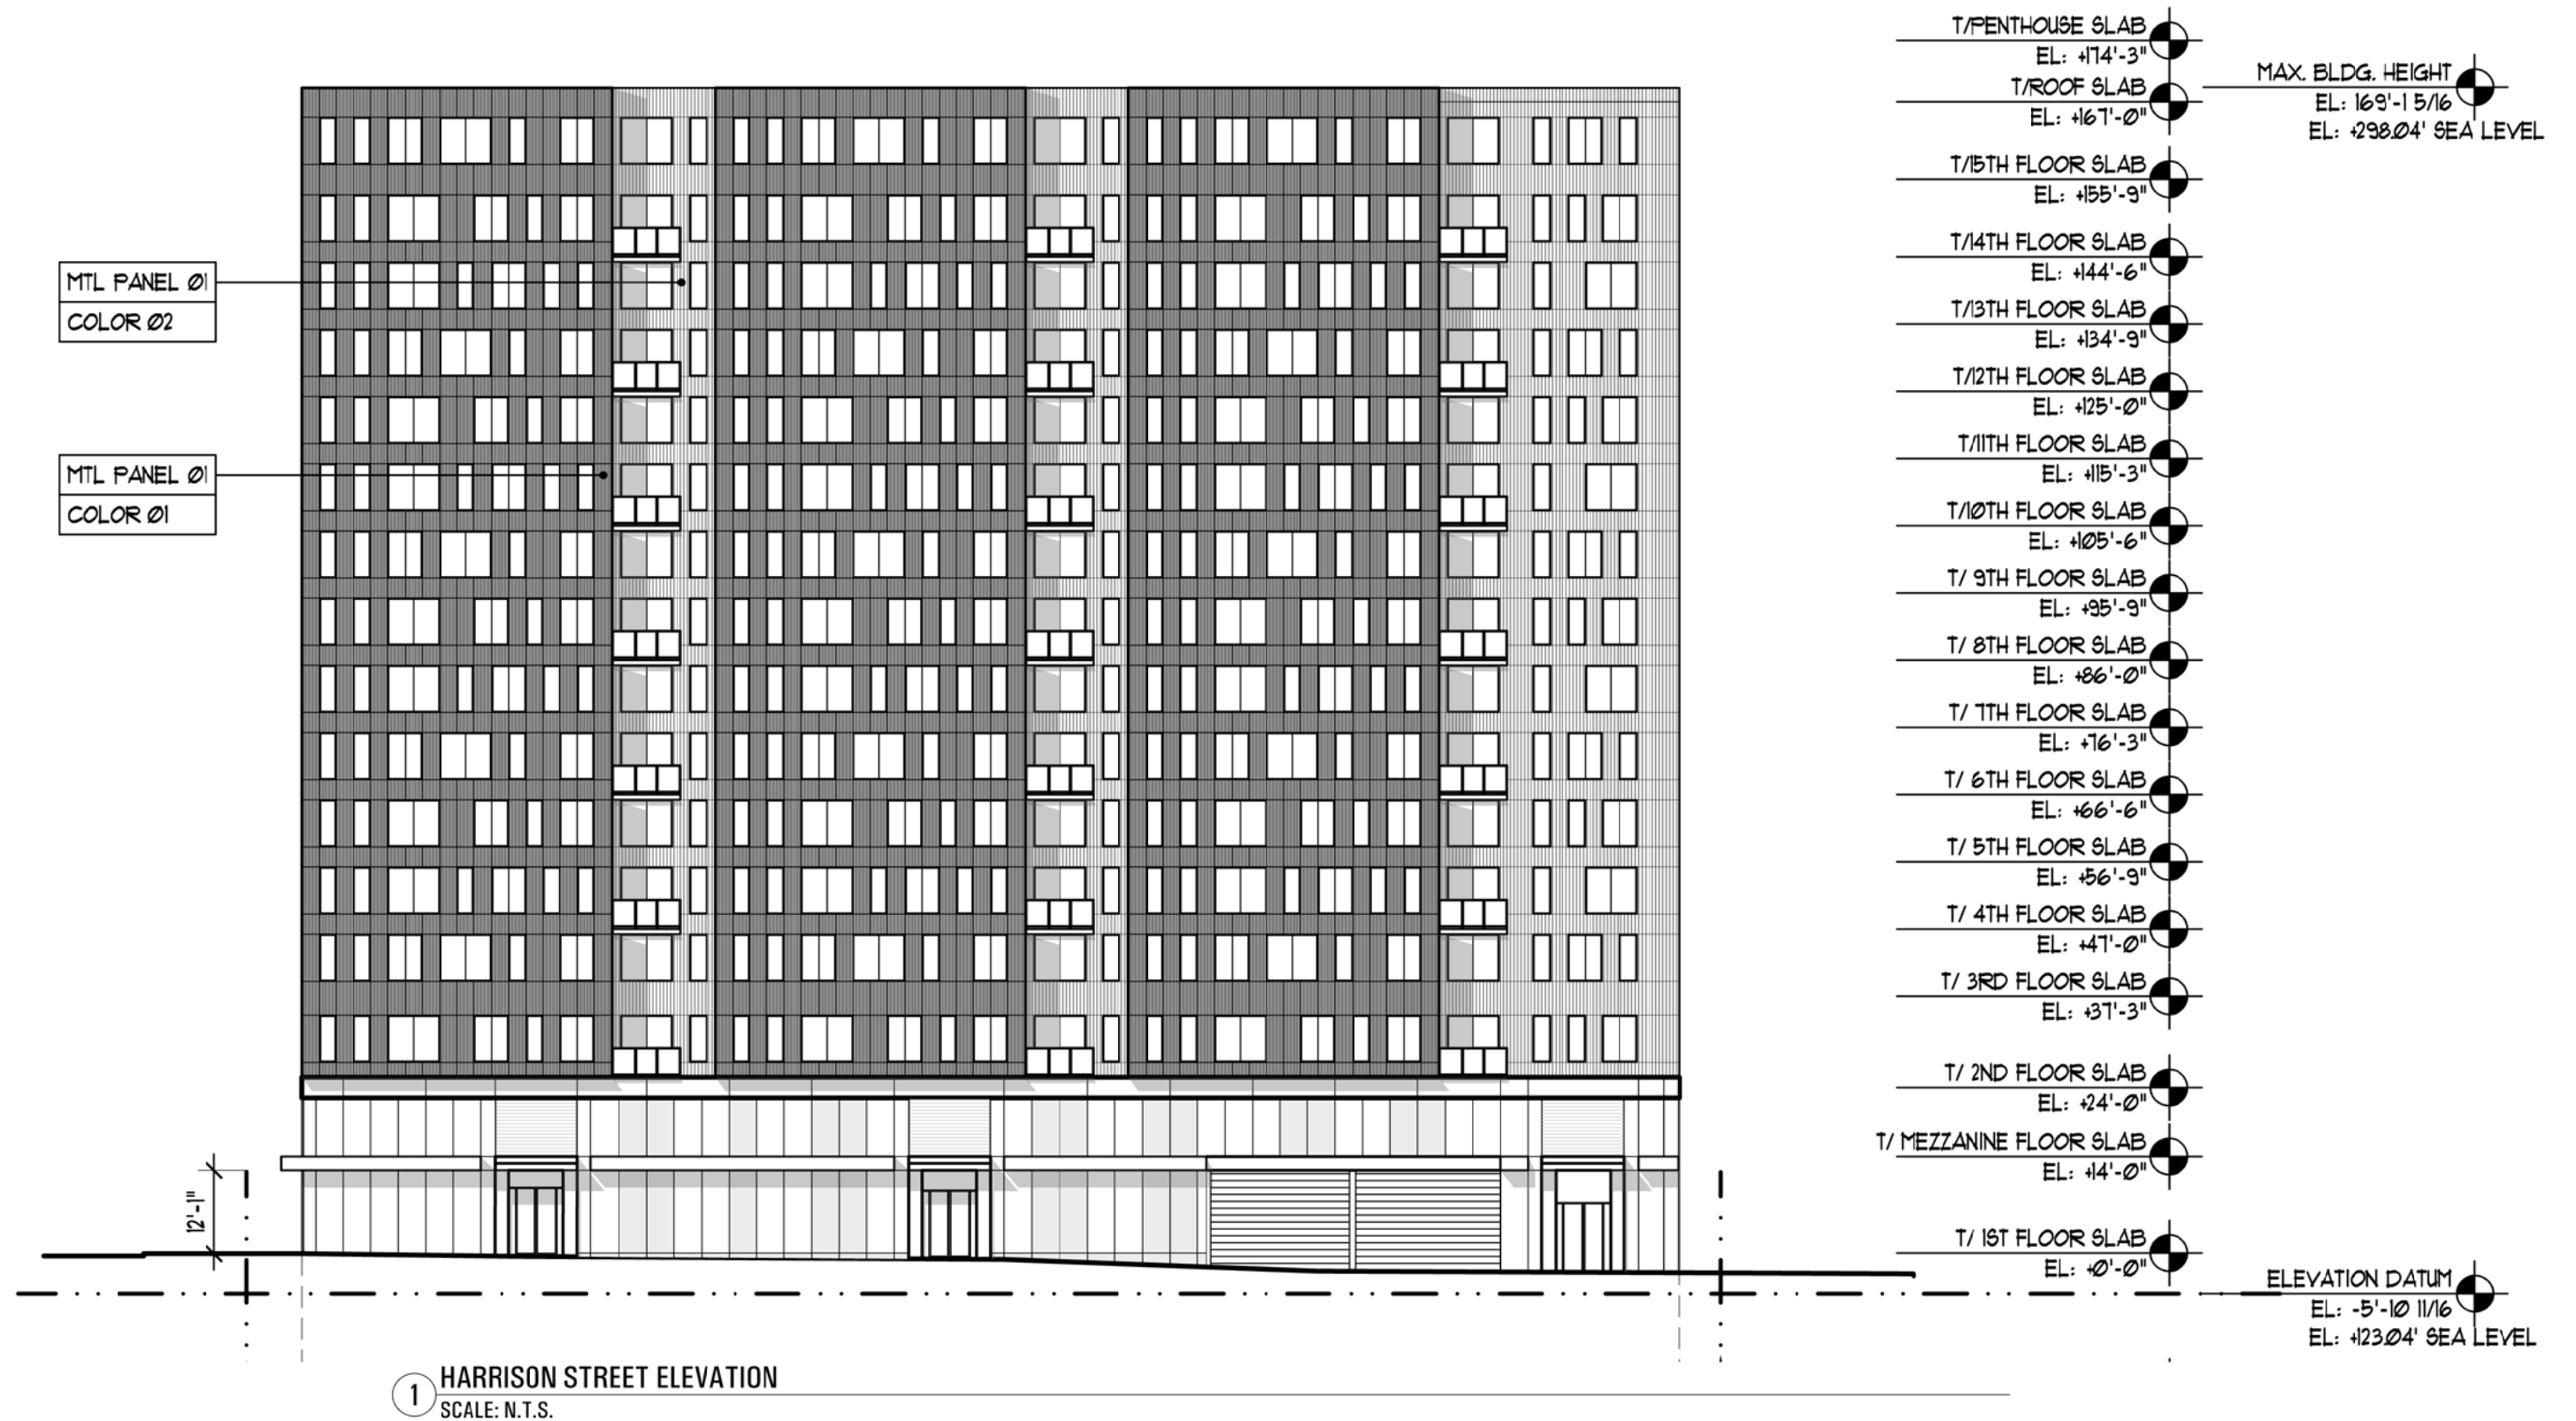 T/PENTHOUSE SLAB
EL: +174'-3"
MAX. BLDG. HEIGHT
EL: 169'-1 5/16
EL: +298.04' SEA LEVEL
T/ROOF SLAB
EL: +167'-0"
T/15TH FLOOR SLAB
EL: +155'-9"
T/14TH FLOOR SLAB
EL: +144'-6"
MTL PANEL 01
COLOR 02
T/13TH FLOOR SLAB
EL: +134'-9"
T/12TH FLOOR SLAB
EL: +125'-0"
T/11TH FLOOR SLAB
EL: +115'-3"
MTL PANEL 01
COLOR 01
T/10TH FLOOR SLAB
EL: +105'-6"
T/ 9TH FLOOR SLAB
EL: +95'-9"
T/ 8TH FLOOR SLAB
EL: +86'-0"
T/ 7TH FLOOR SLAB
EL: +76'-3"
T/ 6TH FLOOR SLAB
EL: +66'-6"
T/ 5TH FLOOR SLAB
EL: +56'-9"
T/ 4TH FLOOR SLAB
EL: +47'-0"
T/ 3RD FLOOR SLAB
EL: +37'-3"
T/ 2ND FLOOR SLAB
EL: +24'-0"
T/ MEZZANINE FLOOR SLAB
EL: +14'-0"
12'-1"
T/ 1ST FLOOR SLAB
EL: +0'-0"
ELEVATION DATUM
EL: -5'-10 11/16
EL: +123.04' SEA LEVEL
1
HARRISON STREET ELEVATION
SCALE: N.T.S.